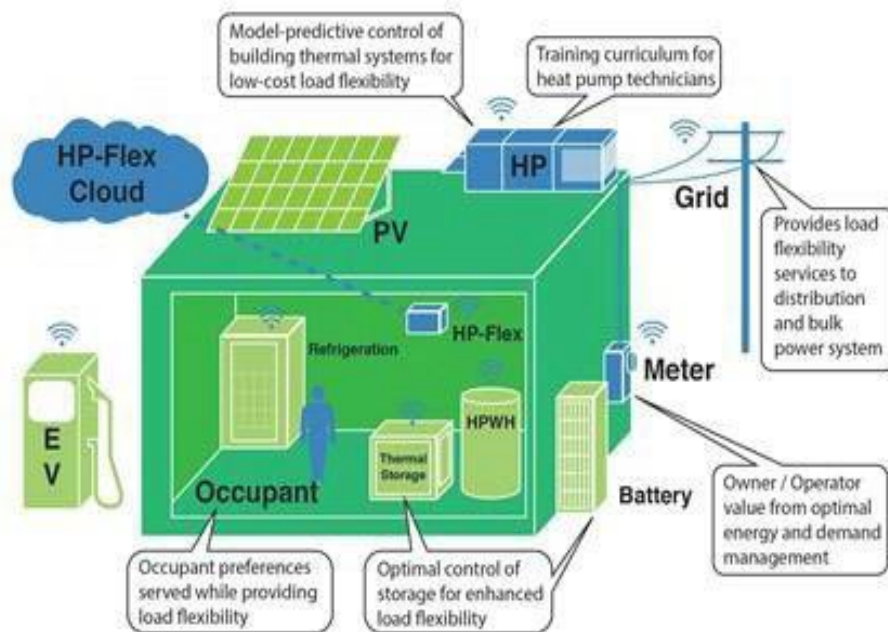 Model-predictive control of
building thermal systems for
low-cost load flexibility
Training curriculum for
heat pump technicians
HP-Flex
Cloud
HP
Grid
PV
Provides load
flexibility
services to
distribution
and bulk
power system
HP-Flex
Refrigeration
Meter
HPWH
E
V
Thermal
Storage
Occupant
Battery
Owner / Operator
value from optimal
energy and demand
management
Occupant preferences
served while providing
load flexibility
Optimal control of
storage for enhanced
load flexibility